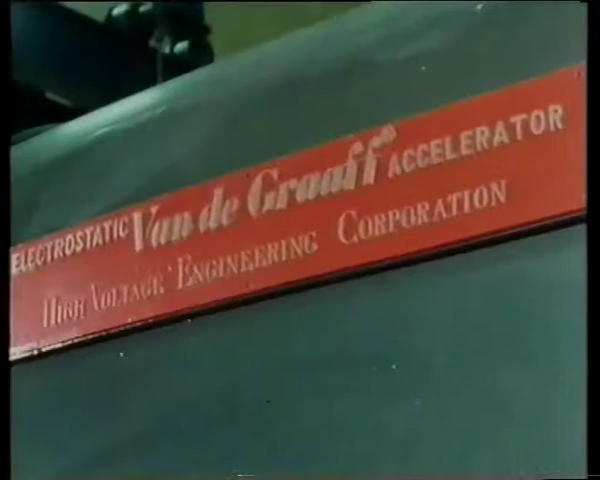 ELECTROSTATIC Van de Graaff® ACCELERATOR
HIGH VOLTAGE ENGINEERING CORPORATION